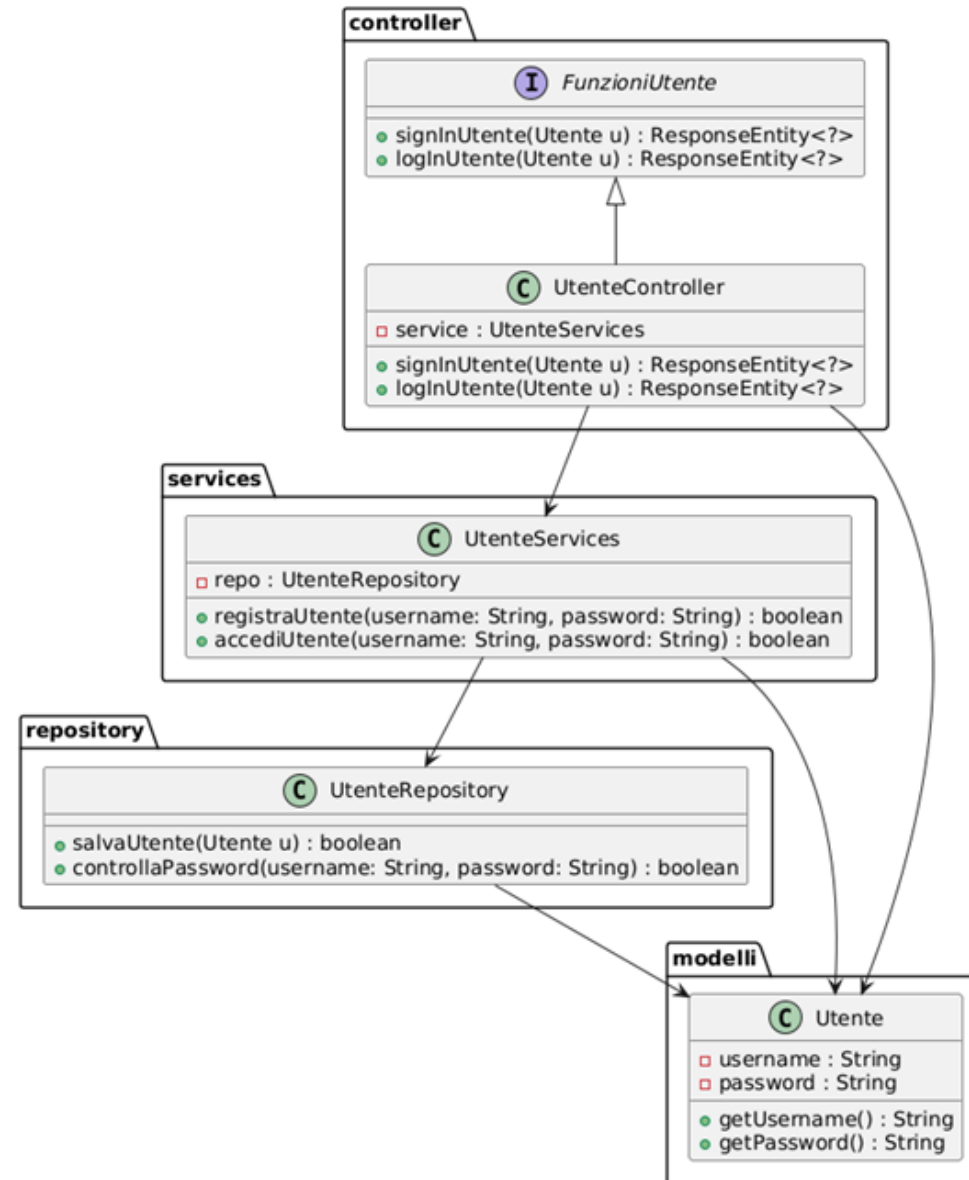 controller
I FunzioniUtente
signInUtente(Utente u) : ResponseEntity<?>
logInUtente(Utente u) : ResponseEntity<?>
C UtenteController
service : UtenteServices
signInUtente(Utente u) : ResponseEntity<?>
logInUtente(Utente u) : ResponseEntity<?>
services
C UtenteServices
repo : UtenteRepository
registraUtente(username: String, password: String) : boolean
accediUtente(username: String, password: String) : boolean
repository
C UtenteRepository
salvaUtente(Utente u) : boolean
controllaPassword(username: String, password: String) : boolean
modelli
C Utente
username : String
password : String
getUsername() : String
getPassword() : String